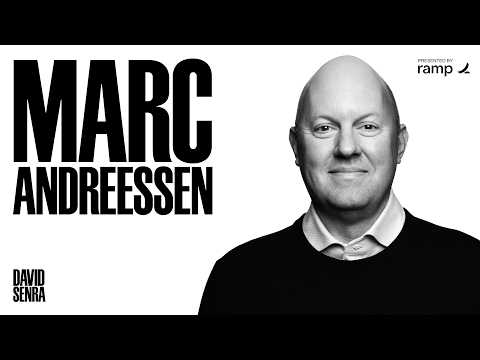 MARC
ANDREESSEN
PRESENTED BY
ramp
DAVID
SENRA